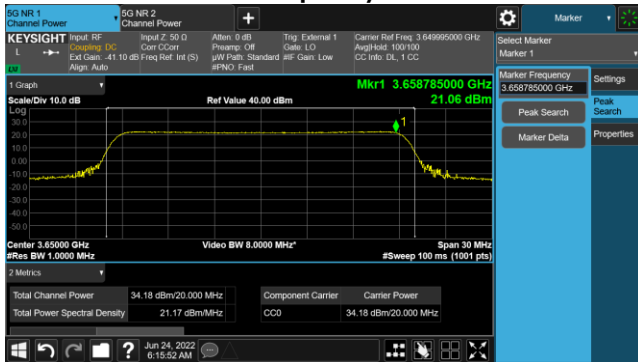 5G NR 1
Channel Power
5G NR 2
Channel Power
Marker
KEYSIGHT
L
Input: RF
Coupling: DC
Ext Gain: -41.10 dB
Align: Auto
Input Z: 50 Ω
Corr CCorr
Freq Ref: Int (S)
Atten: 0 dB
Preamp: Off
µW Path: Standard
#PNO: Fast
Trig: External 1
Gate: LO
#IF Gain: Low
Carrier Ref Freq: 3.649995000 GHz
Avg|Hold: 100/100
CC Info: DL, 1 CC
Select Marker
Marker 1
1 Graph
Mkr1 3.658785000 GHz
21.06 dBm
Scale/Div 10.0 dB
Ref Value 40.00 dBm
Log
30.0
20.0
10.0
0.00
-10.0
-20.0
-30.0
-40.0
-50.0
1
Center 3.65000 GHz
#Res BW 1.0000 MHz
Video BW 8.0000 MHz*
Span 30 MHz
#Sweep 100 ms (1001 pts)
Marker Frequency
3.658785000 GHz
Peak Search
Marker Delta
Settings
Peak Search
Properties
2 Metrics
Total Channel Power 34.18 dBm/20.000 MHz
Total Power Spectral Density 21.17 dBm/MHz
Component Carrier Carrier Power
CC0 34.18 dBm/20.000 MHz
?
Jun 24, 2022
6:15:52 AM